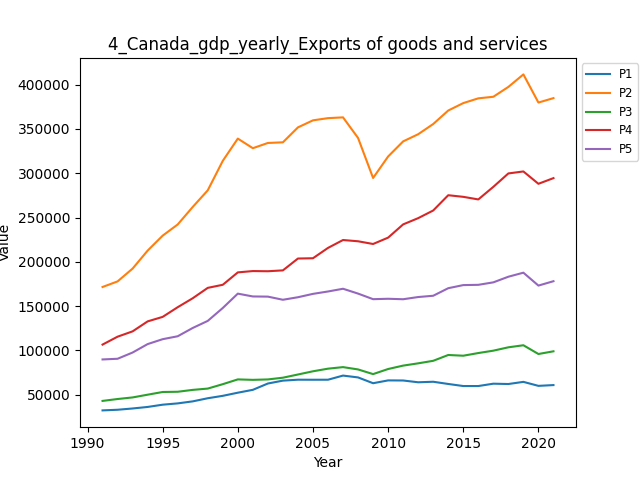 4_Canada_gdp_yearly_Exports of goods and services
P1
P2
P3
P4
P5
400000
350000
300000
250000
200000
150000
100000
50000
Value
1990 1995 2000 2005 2010 2015 2020
Year